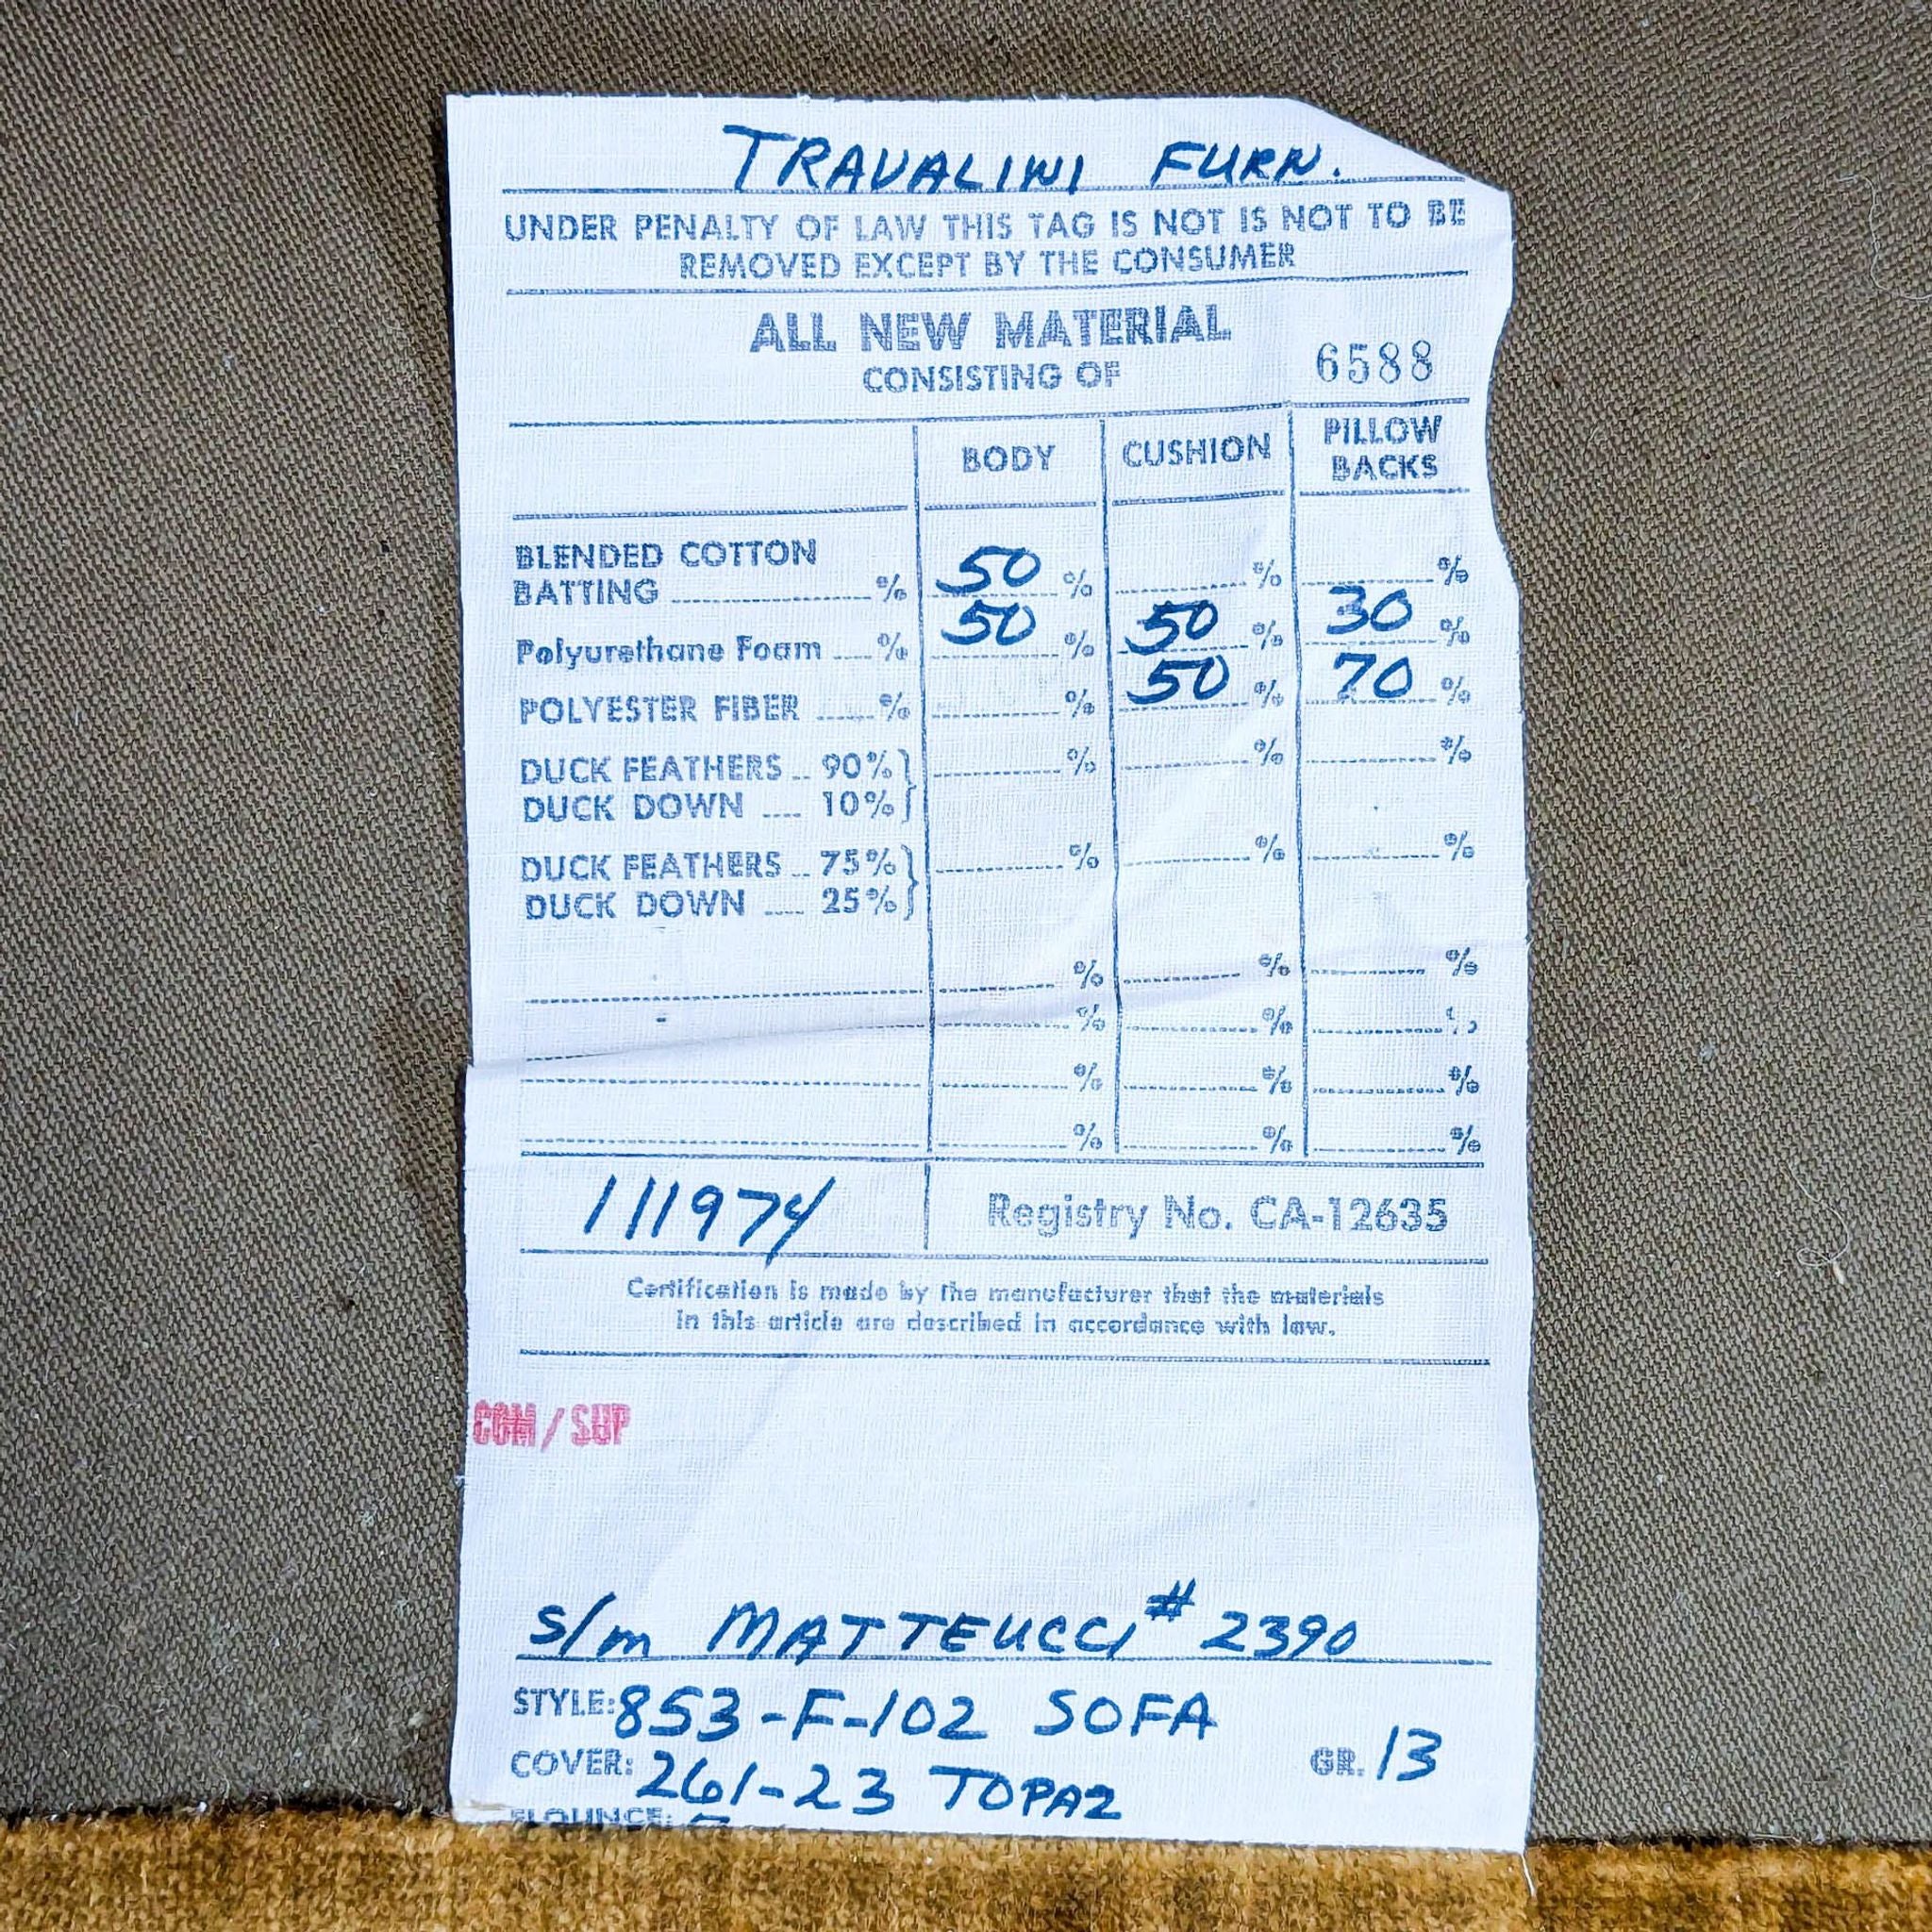 TRAVALINI FURN.
UNDER PENALTY OF LAW THIS TAG IS NOT IS NOT TO BE
REMOVED EXCEPT BY THE CONSUMER
ALL NEW MATERIAL
CONSISTING OF
6588
BODY CUSHION PILLOW BACKS
BLENDED COTTON
BATTING ........ % 50 % % %
Polyurethane Foam ..... % 50 % 50 % 30 %
POLYESTER FIBER ...... % % 50 % 70 %
DUCK FEATHERS .. 90% } % % %
DUCK DOWN .... 10%
DUCK FEATHERS .. 75% } % % %
DUCK DOWN .... 25%
% % %
% %
% % %
% % %
111974 Registry No. CA-12635
Certification is made by the manufacturer that the materials
in this article are described in accordance with law.
COM / SUP
s/m MATTEUCCI # 2390
STYLE: 853-F-102 SOFA
COVER: 261-23 TOPAZ GR. 13
FLOUNCE: